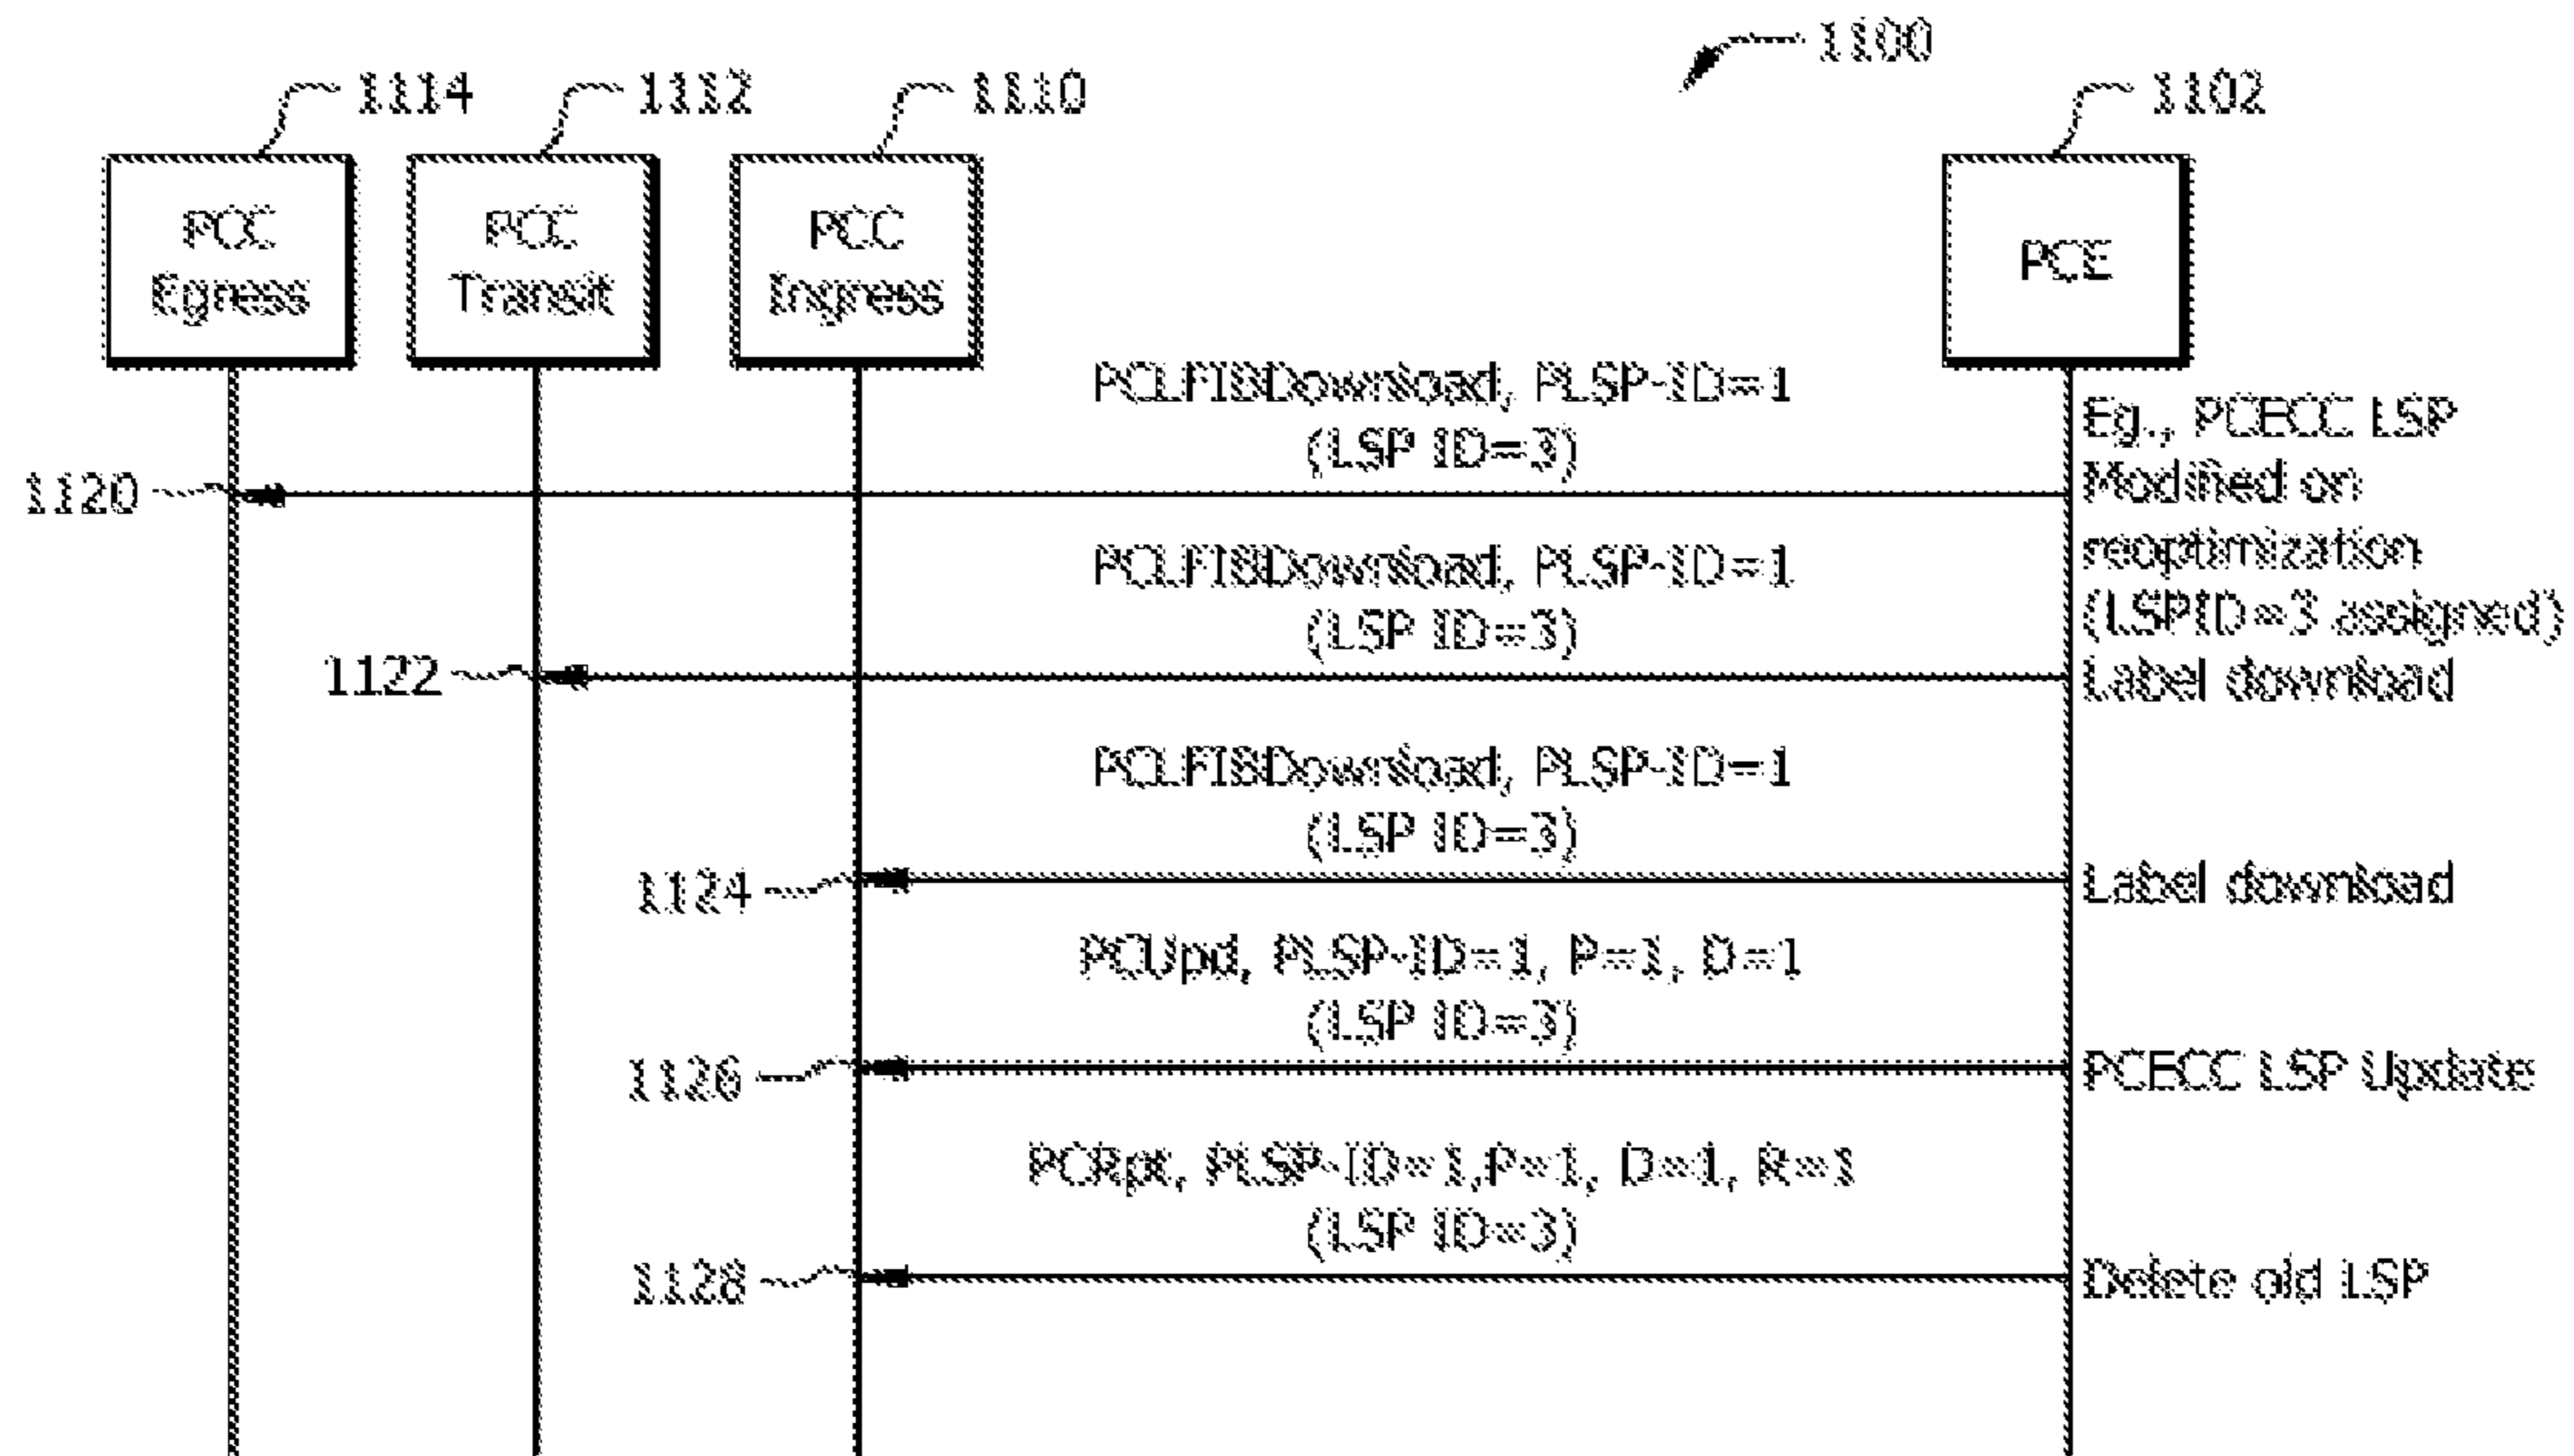 1100
1114
1112
1110
1102
PCC
Egress
PCC
Transit
PCC
Ingress
PCE
PCLFIBDownload, PLSP-ID=1
(LSP ID=3)
Eg., PCECC LSP
Modified on
reoptimization
(LSPID=3 assigned)
1120
PCLFIBDownload, PLSP-ID=1
(LSP ID=3)
1122
Label download
PCLFIBDownload, PLSP-ID=1
(LSP ID=3)
1124
Label download
PCUpd, PLSP-ID=1, P=1, D=1
(LSP ID=3)
1126
PCECC LSP Update
PCRpt, PLSP-ID=1,P=1, D=1, R=1
(LSP ID=3)
1128
Delete old LSP